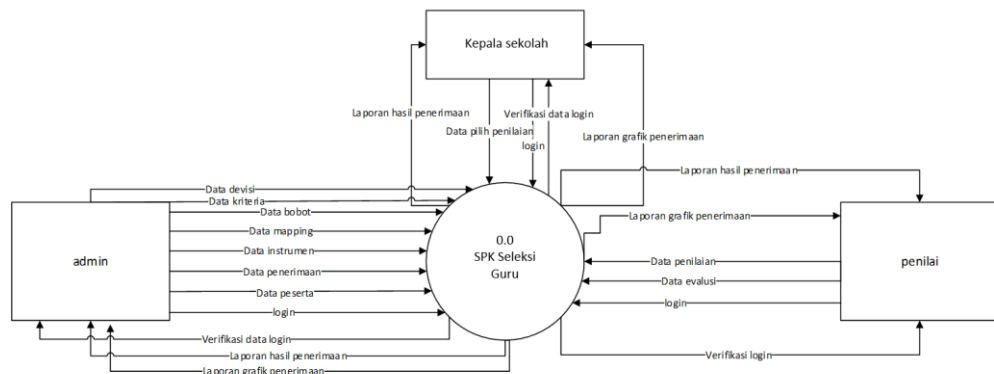 Kepala sekolah
Laporan hasil penerimaan
Verifikasi data login
Data pilih penilaian
login
Laporan grafik penerimaan
Laporan hasil penerimaan
Data devisi
Data kriteria
Data bobot
Laporan grafik penerimaan
Data mapping
0.0
SPK Seleksi
Guru
Data instrumen
admin
Data penilaian
penilai
Data penerimaan
Data evalusi
Data peserta
login
login
Verifikasi data login
Laporan hasil penerimaan
Verifikasi login
Laporan grafik penerimaan